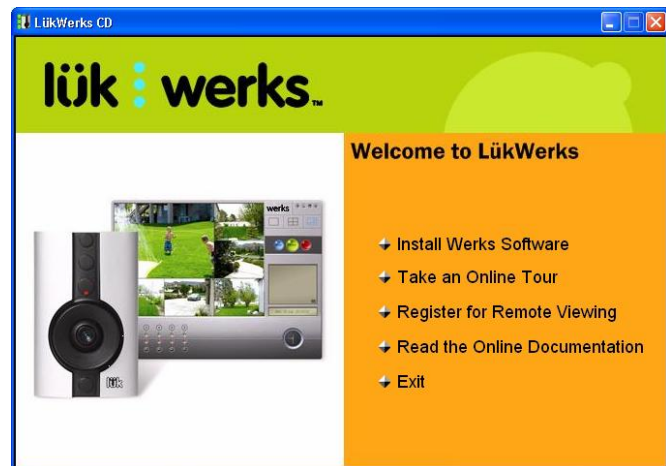 LükWerks CD
lük werks™
Welcome to LükWerks
werks
Install Werks Software
Take an Online Tour
Register for Remote Viewing
Read the Online Documentation
Exit
lük